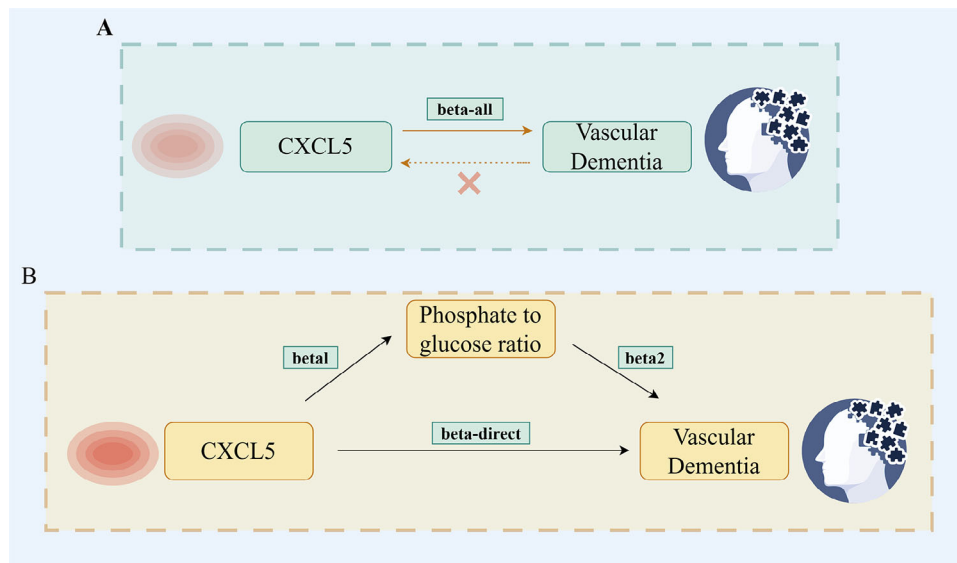 A
beta-all
CXCL5
Vascular
Dementia
B
Phosphate to
glucose ratio
betal
beta2
beta-direct
CXCL5
Vascular
Dementia